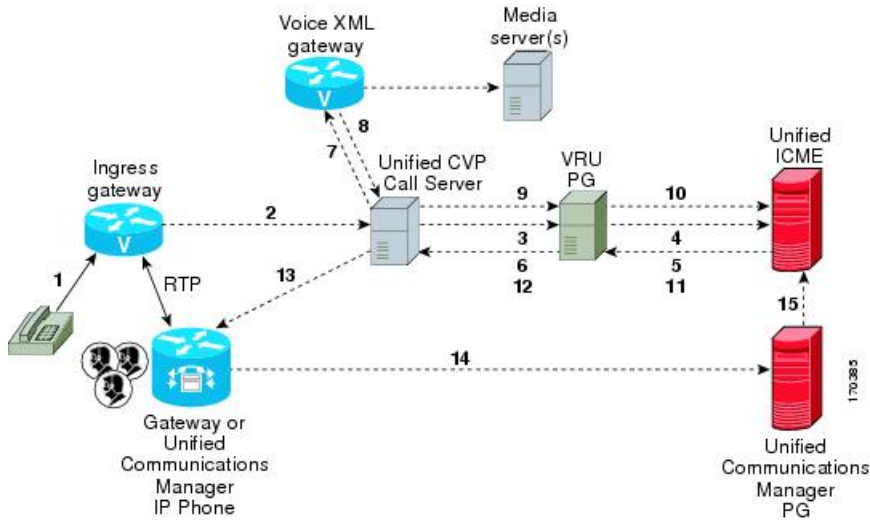 Voice XML
gateway
Media
server(s)
V
8
7
Unified
ICME
Ingress
gateway
Unified CVP
Call Server
VRU
PG
2
9
10
V
3
4
1
RTP
13
6
5
12
11
15
14
170385
Gateway or
Unified
Communications
Manager
IP Phone
Unified
Communications
Manager
PG